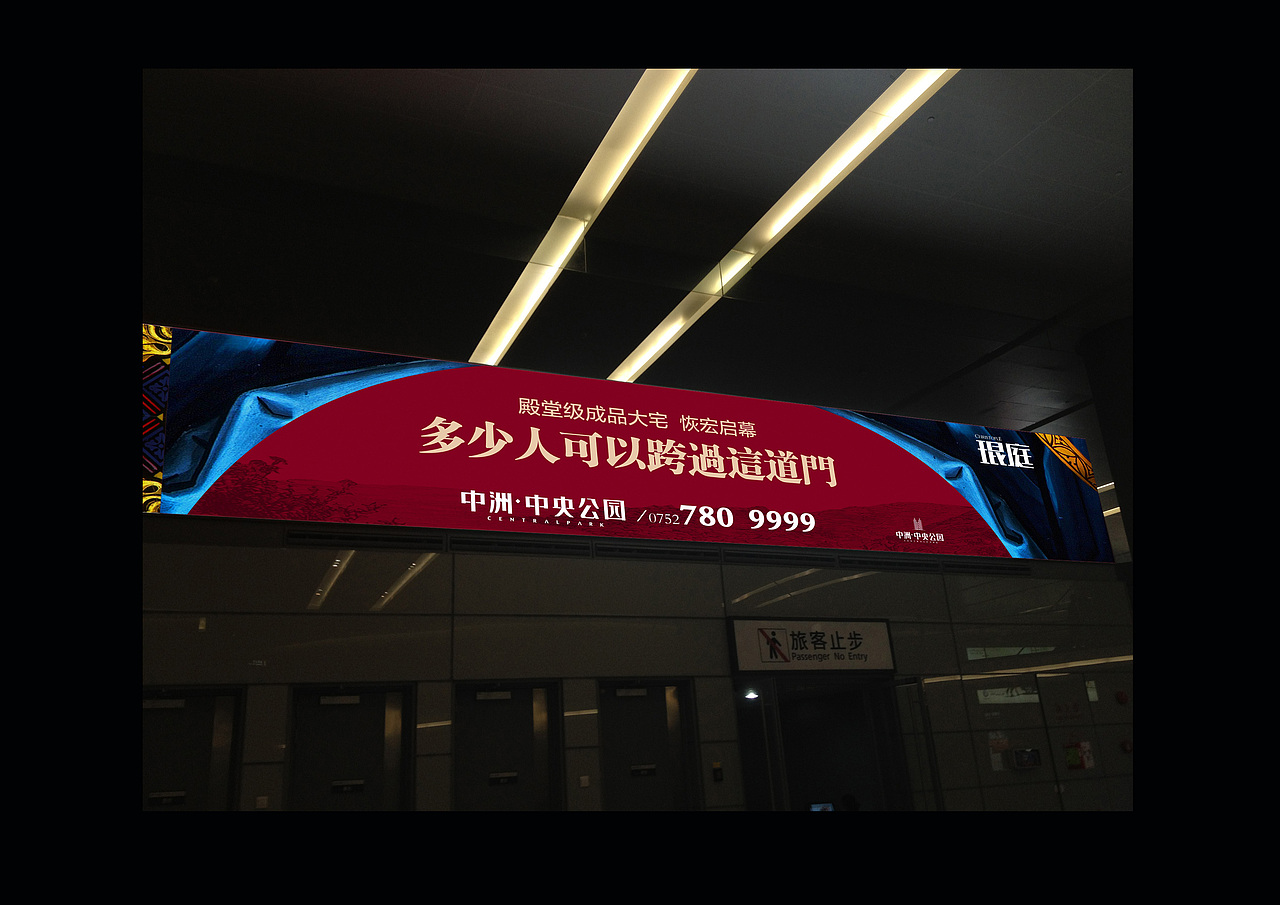 殿堂级成品大宅 恢宏启幕
多少人可以跨過這道門
中洲·中央公园 /0752 780 9999
CENTRALPARK
琨庭
中洲·中央公园
旅客止步
Passenger No Entry